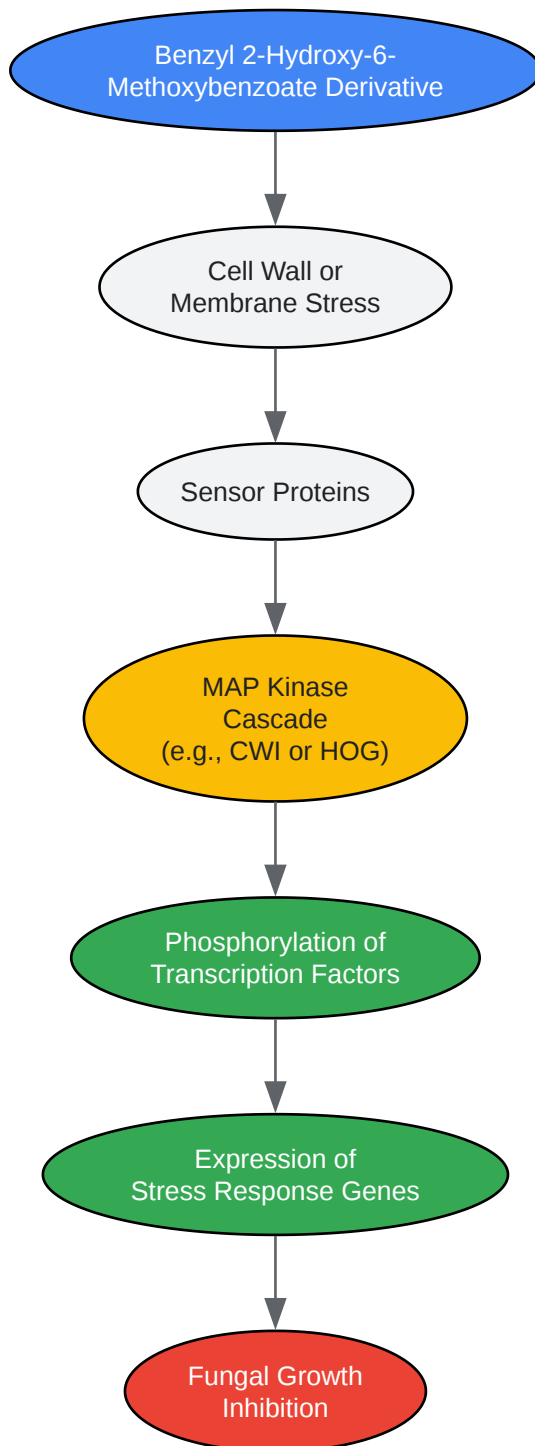 Benzyl 2-Hydroxy-6-
Methoxybenzoate Derivative
Cell Wall or
Membrane Stress
Sensor Proteins
MAP Kinase
Cascade
(e.g., CWI or HOG)
Phosphorylation of
Transcription Factors
Expression of
Stress Response Genes
Fungal Growth
Inhibition